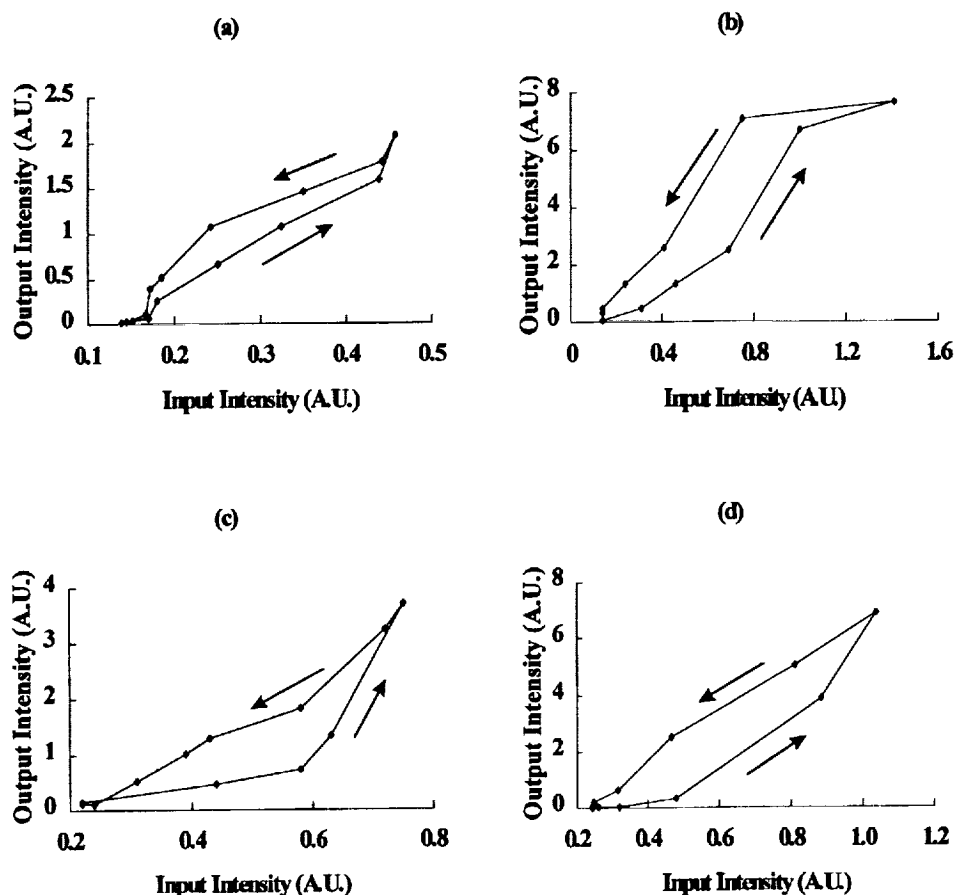 (a)
Output Intensity (A.U.)
2.5
2
1.5
1
0.5
0
0.1 0.2 0.3 0.4 0.5
Input Intensity (A.U.)
(b)
Output Intensity (A.U.)
8
6
4
2
0
0 0.4 0.8 1.2 1.6
Input Intensity (A.U.)
(c)
Output Intensity (A.U.)
4
3
2
1
0
0.2 0.4 0.6 0.8
Input Intensity (A.U.)
(d)
Output Intensity (A.U.)
8
6
4
2
0
0.2 0.4 0.6 0.8 1.0 1.2
Input Intensity (A.U.)